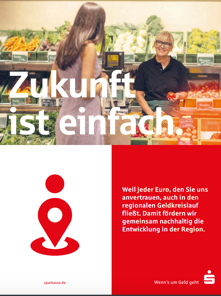 Zukunft
ist einfach.
Weil jeder Euro, den Sie uns
anvertrauen, auch in den
regionalen Geldkreislauf
fließt. Damit fördern wir
gemeinsam nachhaltig die
Entwicklung in der Region.
sparkasse.de
Wenn's um Geld geht